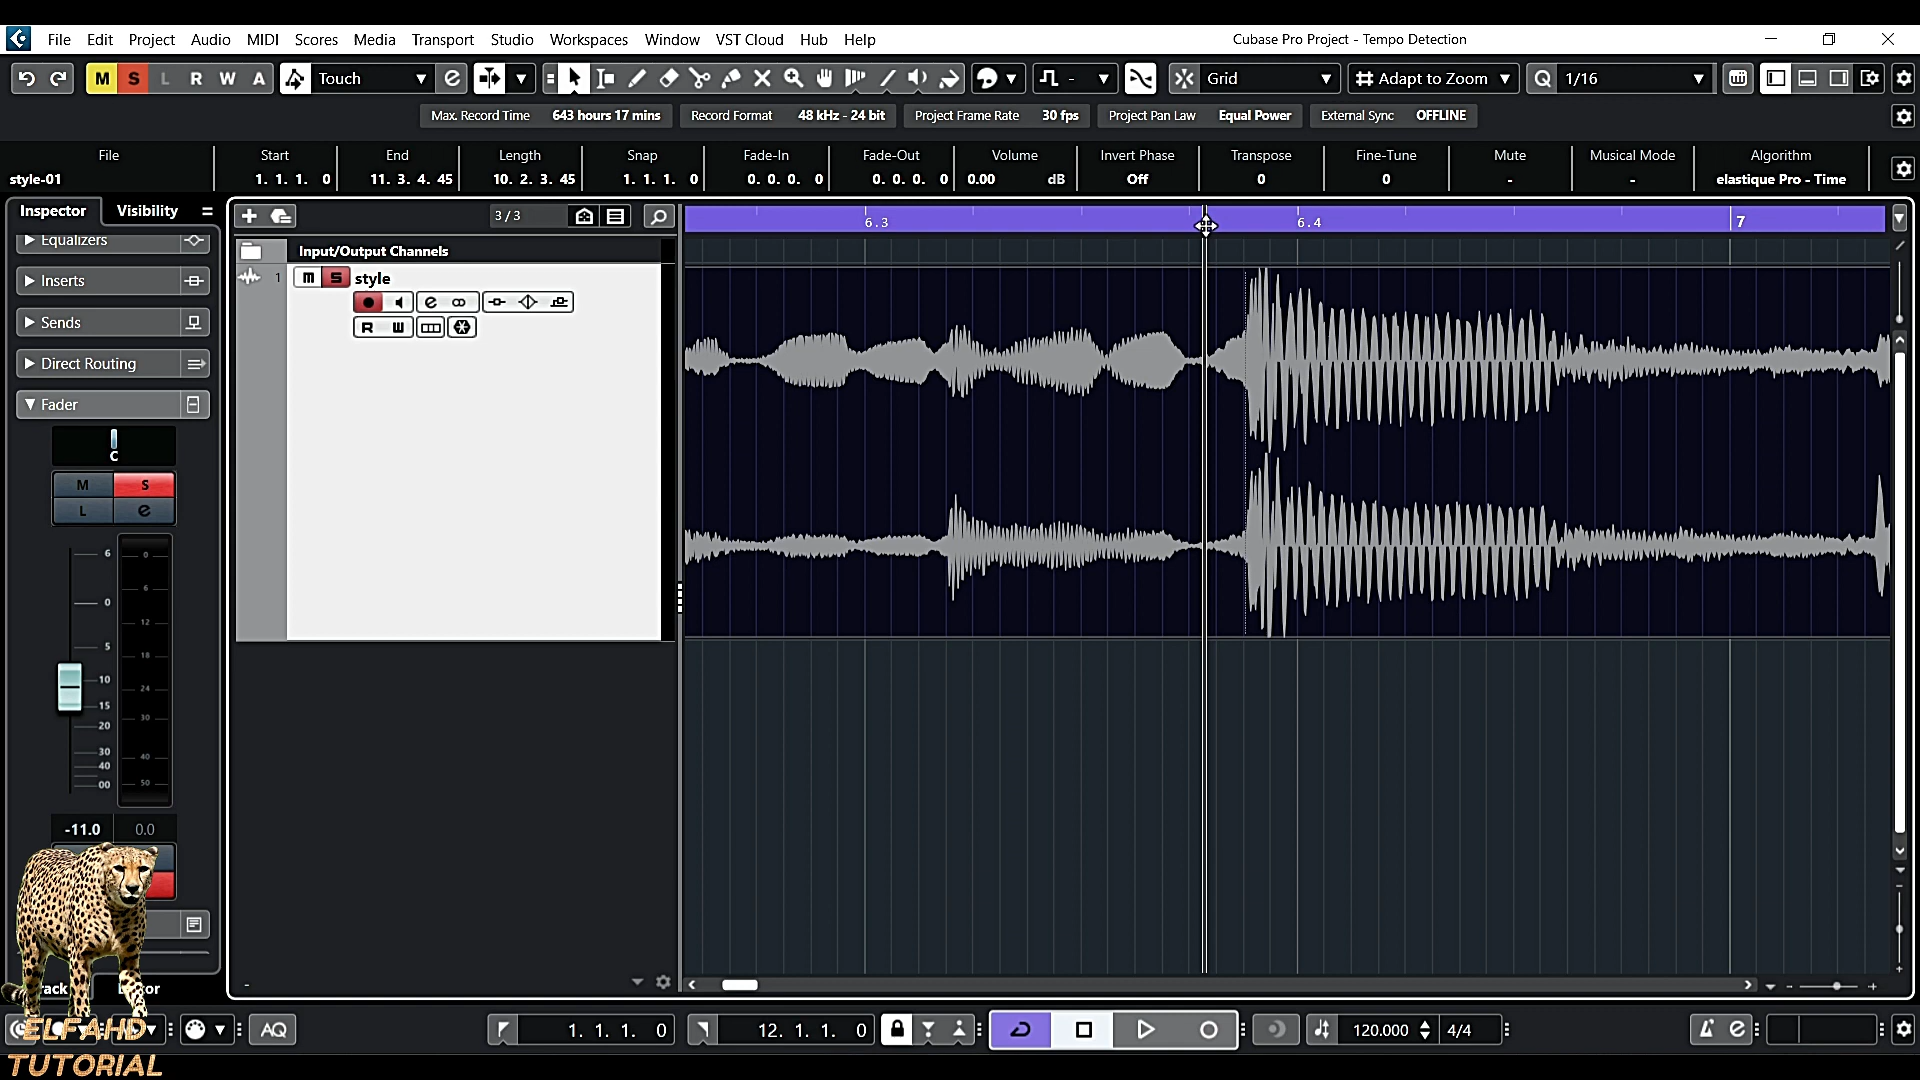 File Edit Project Audio MIDI Scores Media Transport Studio Workspaces Window VST Cloud Hub Help
Cubase Pro Project - Tempo Detection
M S L R W A Touch e - Grid Adapt to Zoom Q 1/16
Max. Record Time 643 hours 17 mins Record Format 48 kHz - 24 bit Project Frame Rate 30 fps Project Pan Law Equal Power External Sync OFFLINE
File Start End Length Snap Fade-In Fade-Out Volume Invert Phase Transpose Fine-Tune Mute Musical Mode Algorithm
style-01 1. 1. 1. 0 11. 3. 4. 45 10. 2. 3. 45 1. 1. 1. 0 0. 0. 0. 0 0. 0. 0. 0 0.00 dB Off 0 0 - - - elastique Pro - Time
Inspector Visibility
3 / 3
6.3 6.4 7
Equalizers
Inserts
Sends
Direct Routing
Fader
C
M S
L e
6
0
5
10
15
20
30
40
00
0
6
12
18
24
30
40
50
-11.0 0.0
Input/Output Channels
1 m S style
e
R W
ELFAHD
TUTORIAL
AQ
1. 1. 1. 0 12. 1. 1. 0
120.000 4/4